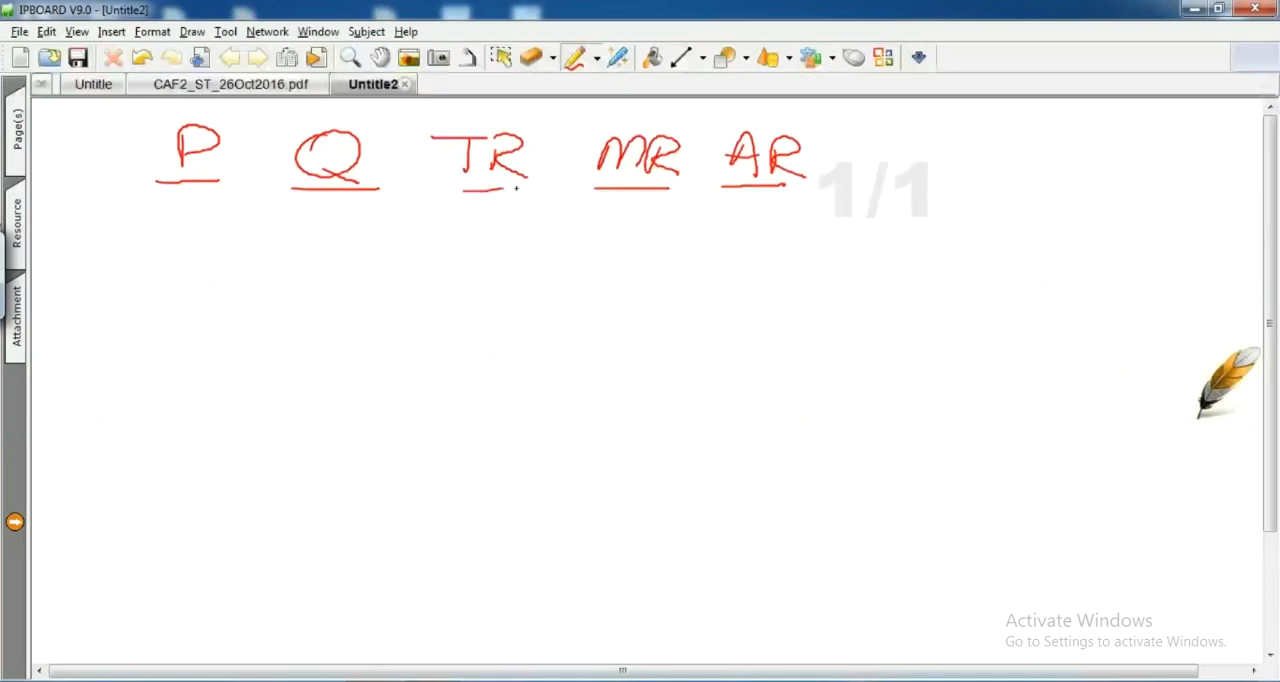 IPBOARD V9.0 - [Untitle2]
File Edit View Insert Format Draw Tool Network Window Subject Help
Untitle CAF2_ST_26Oct2016.pdf Untitle2
Page(s)
Resource
Attachment
P Q TR MR AR
1/1
Activate Windows
Go to Settings to activate Windows.